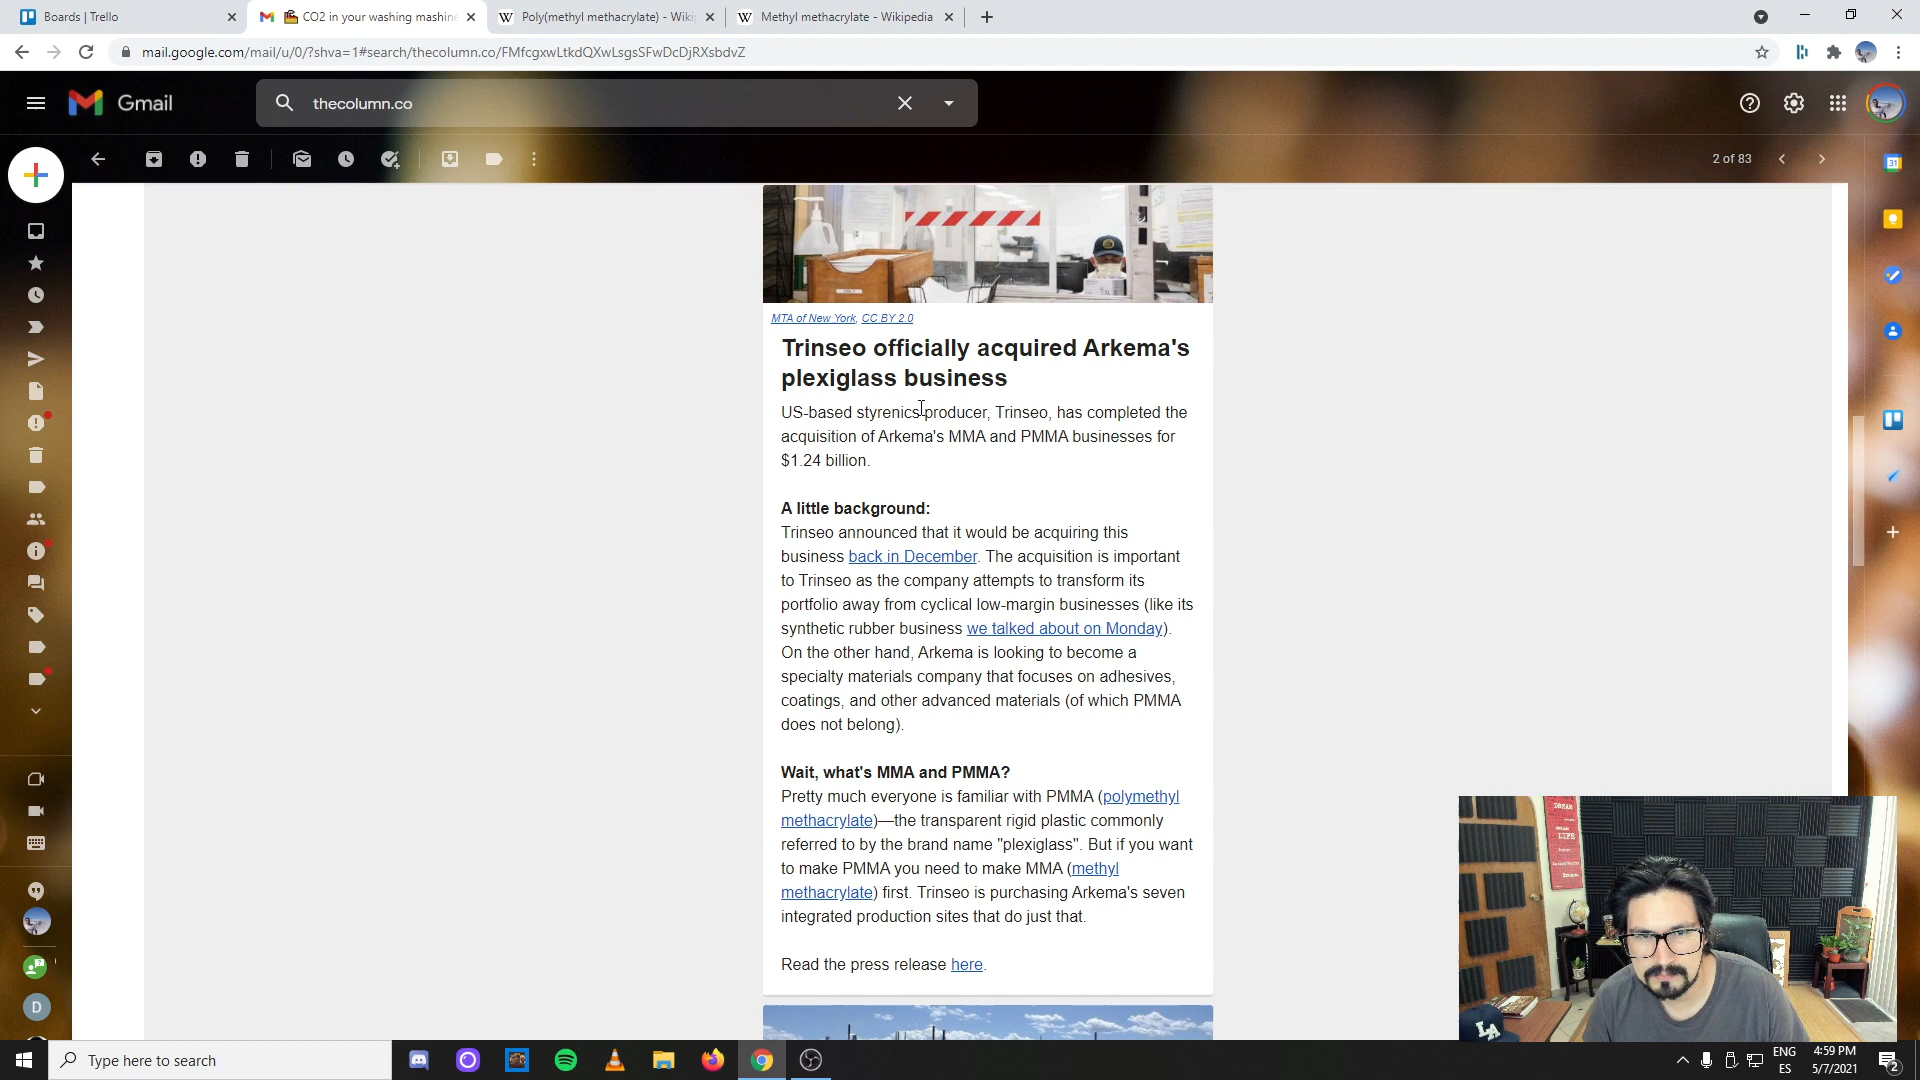 Boards | Trello
CO2 in your washing machine
Poly(methyl methacrylate) - Wiki
Methyl methacrylate - Wikipedia
mail.google.com/mail/u/0/?shva=1#search/thecolumn.co/FMfcgxwLtkdQXwLsgsSFwDcDjRXsbdvZ
Gmail
thecolumn.co
2 of 83
MTA of New York, CC BY 2.0
Trinseo officially acquired Arkema's
plexiglass business
US-based styrenics producer, Trinseo, has completed the
acquisition of Arkema's MMA and PMMA businesses for
$1.24 billion.
A little background:
Trinseo announced that it would be acquiring this
business back in December. The acquisition is important
to Trinseo as the company attempts to transform its
portfolio away from cyclical low-margin businesses (like its
synthetic rubber business we talked about on Monday).
On the other hand, Arkema is looking to become a
specialty materials company that focuses on adhesives,
coatings, and other advanced materials (of which PMMA
does not belong).
Wait, what's MMA and PMMA?
Pretty much everyone is familiar with PMMA (polymethyl
methacrylate)—the transparent rigid plastic commonly
referred to by the brand name "plexiglass". But if you want
to make PMMA you need to make MMA (methyl
methacrylate) first. Trinseo is purchasing Arkema's seven
integrated production sites that do just that.
Read the press release here.
31
D
DREAM
LIFE
LA
Type here to search
ENG
ES
4:59 PM
5/7/2021
2